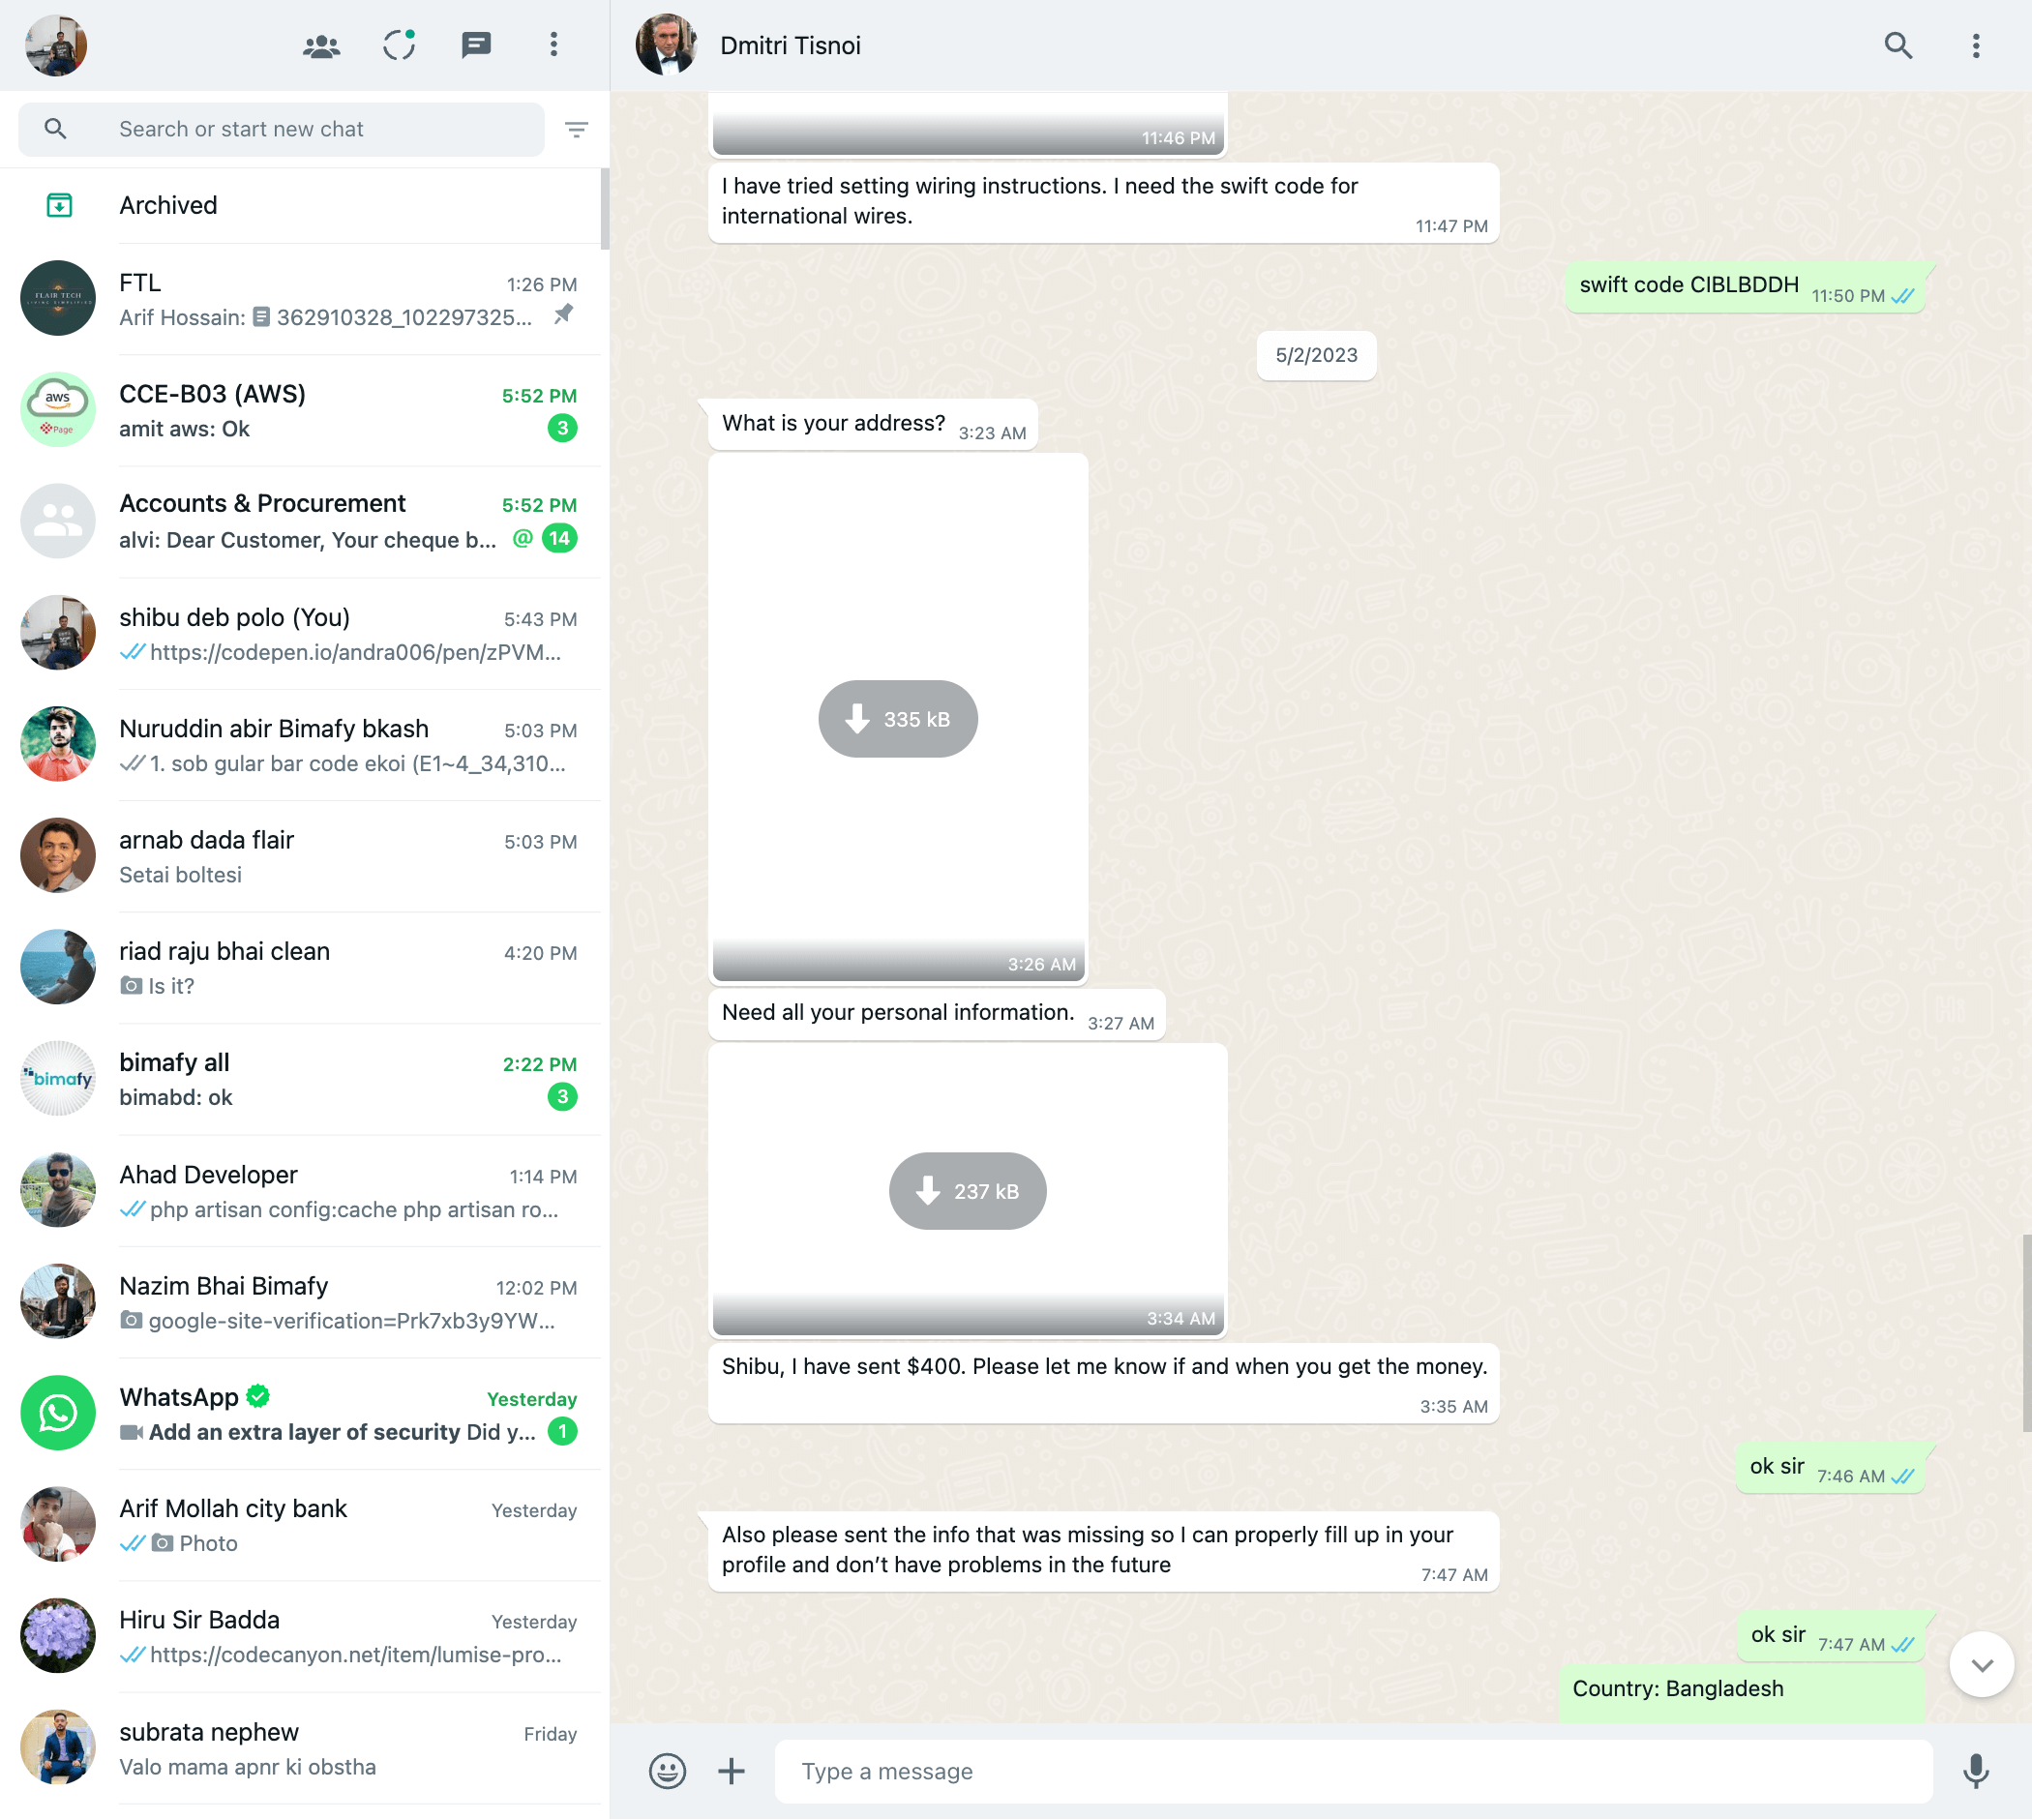 Search or start new chat
Archived
FTL
1:26 PM
Arif Hossain: 362910328_102297325...
CCE-B03 (AWS)
5:52 PM
amit aws: Ok
3
Accounts & Procurement
5:52 PM
alvi: Dear Customer, Your cheque b...
@ 14
shibu deb polo (You)
5:43 PM
https://codepen.io/andra006/pen/zPVM...
Nuruddin abir Bimafy bkash
5:03 PM
1. sob gular bar code ekoi (E1~4_34,310...
arnab dada flair
5:03 PM
Setai boltesi
riad raju bhai clean
4:20 PM
Is it?
bimafy all
2:22 PM
bimabd: ok
3
Ahad Developer
1:14 PM
php artisan config:cache php artisan ro...
Nazim Bhai Bimafy
12:02 PM
google-site-verification=Prk7xb3y9YW...
WhatsApp
Yesterday
Add an extra layer of security Did y...
1
Arif Mollah city bank
Yesterday
Photo
Hiru Sir Badda
Yesterday
https://codecanyon.net/item/lumise-pro...
subrata nephew
Friday
Valo mama apnr ki obstha
FLAIR TECH
aws
Page
bimafy
Dmitri Tisnoi
11:46 PM
I have tried setting wiring instructions. I need the swift code for
international wires.
11:47 PM
swift code CIBLBDDH
11:50 PM
5/2/2023
What is your address?
3:23 AM
335 kB
3:26 AM
Need all your personal information.
3:27 AM
237 kB
3:34 AM
Shibu, I have sent $400. Please let me know if and when you get the money.
3:35 AM
ok sir
7:46 AM
Also please sent the info that was missing so I can properly fill up in your
profile and don’t have problems in the future
7:47 AM
ok sir
7:47 AM
Country: Bangladesh
Type a message